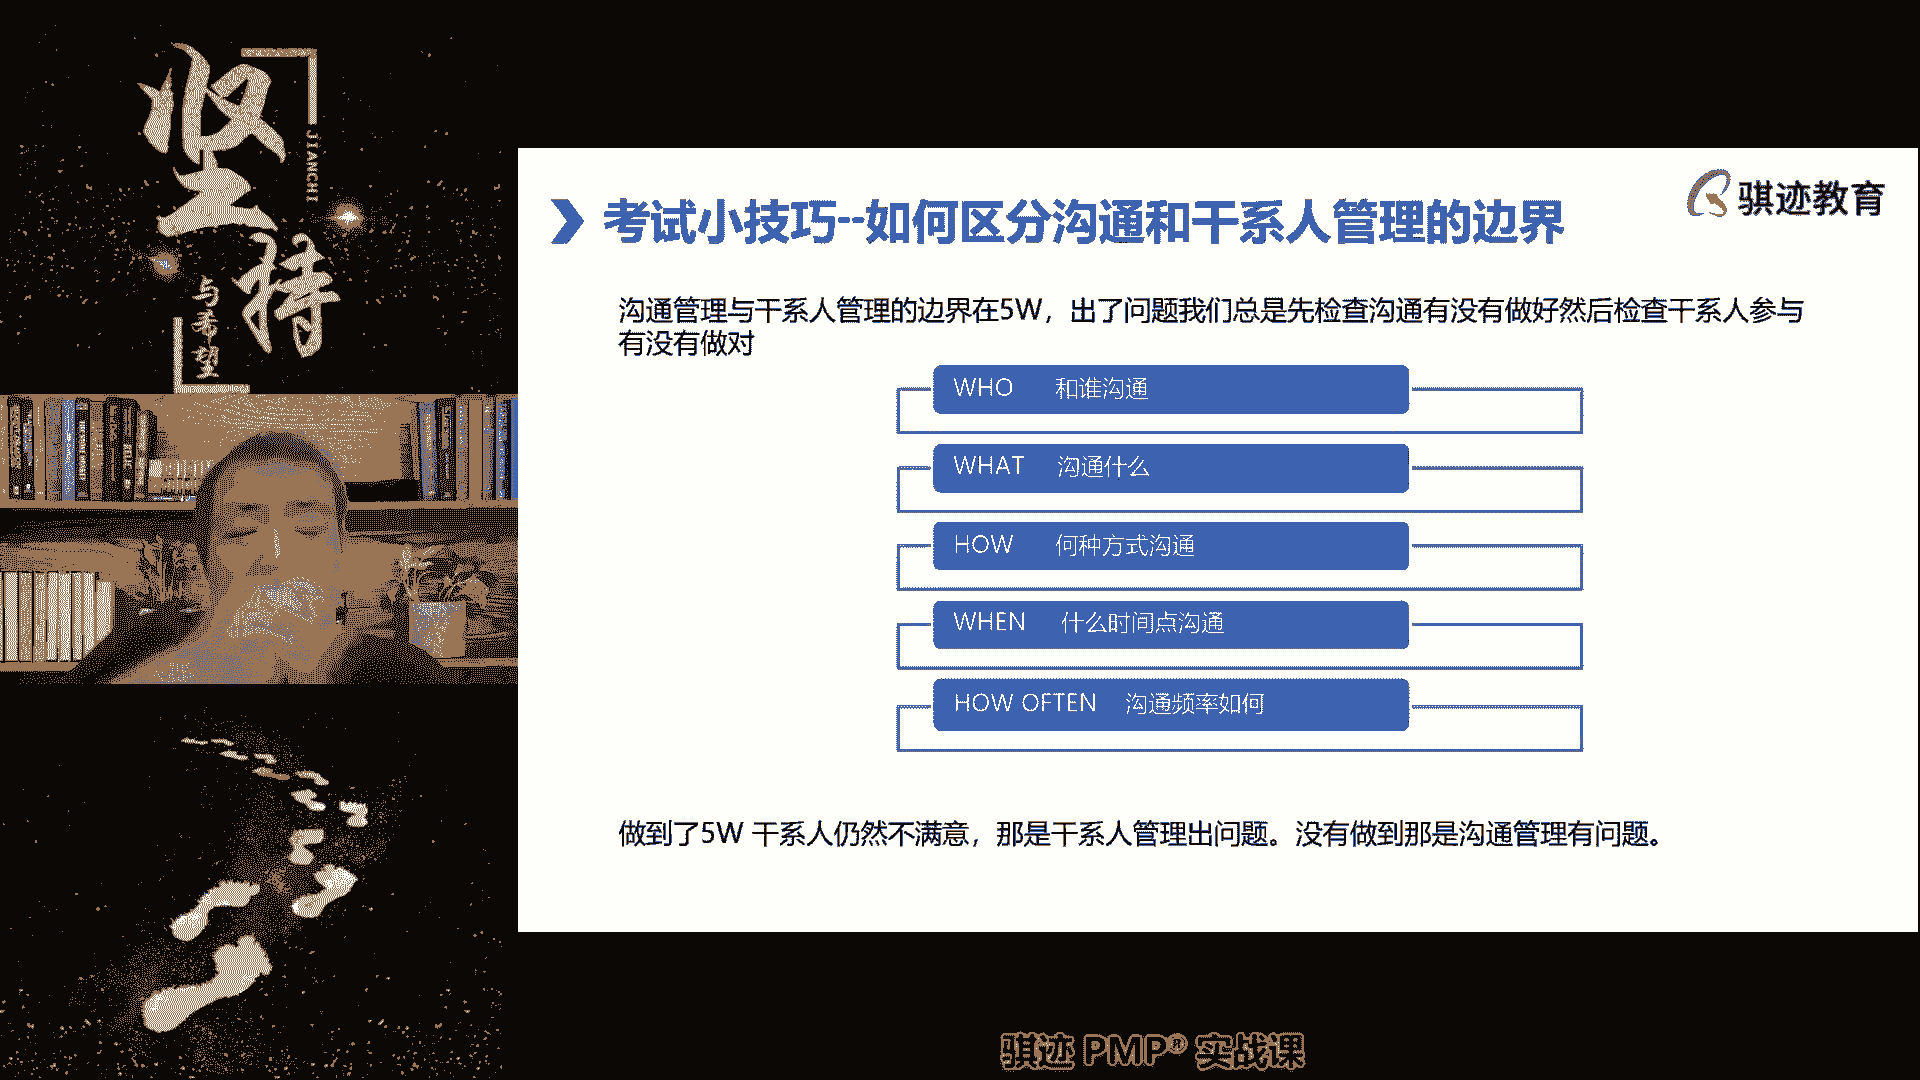 坚持
JIANCHI
与希望
骐迹教育
考试小技巧--如何区分沟通和干系人管理的边界
沟通管理与干系人管理的边界在5W，出了问题我们总是先检查沟通有没有做好然后检查干系人参与
有没有做对
WHO 和谁沟通
WHAT 沟通什么
HOW 何种方式沟通
WHEN 什么时间点沟通
HOW OFTEN 沟通频率如何
做到了5W 干系人仍然不满意，那是干系人管理出问题。没有做到那是沟通管理有问题。
骐迹 PMP® 实战课